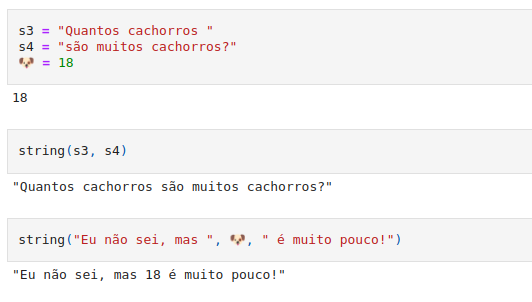 s3 = "Quantos cachorros "
s4 = "são muitos cachorros?"
🐶 = 18
18
string(s3, s4)
"Quantos cachorros são muitos cachorros?"
string("Eu não sei, mas ", 🐶, " é muito pouco!")
"Eu não sei, mas 18 é muito pouco!"